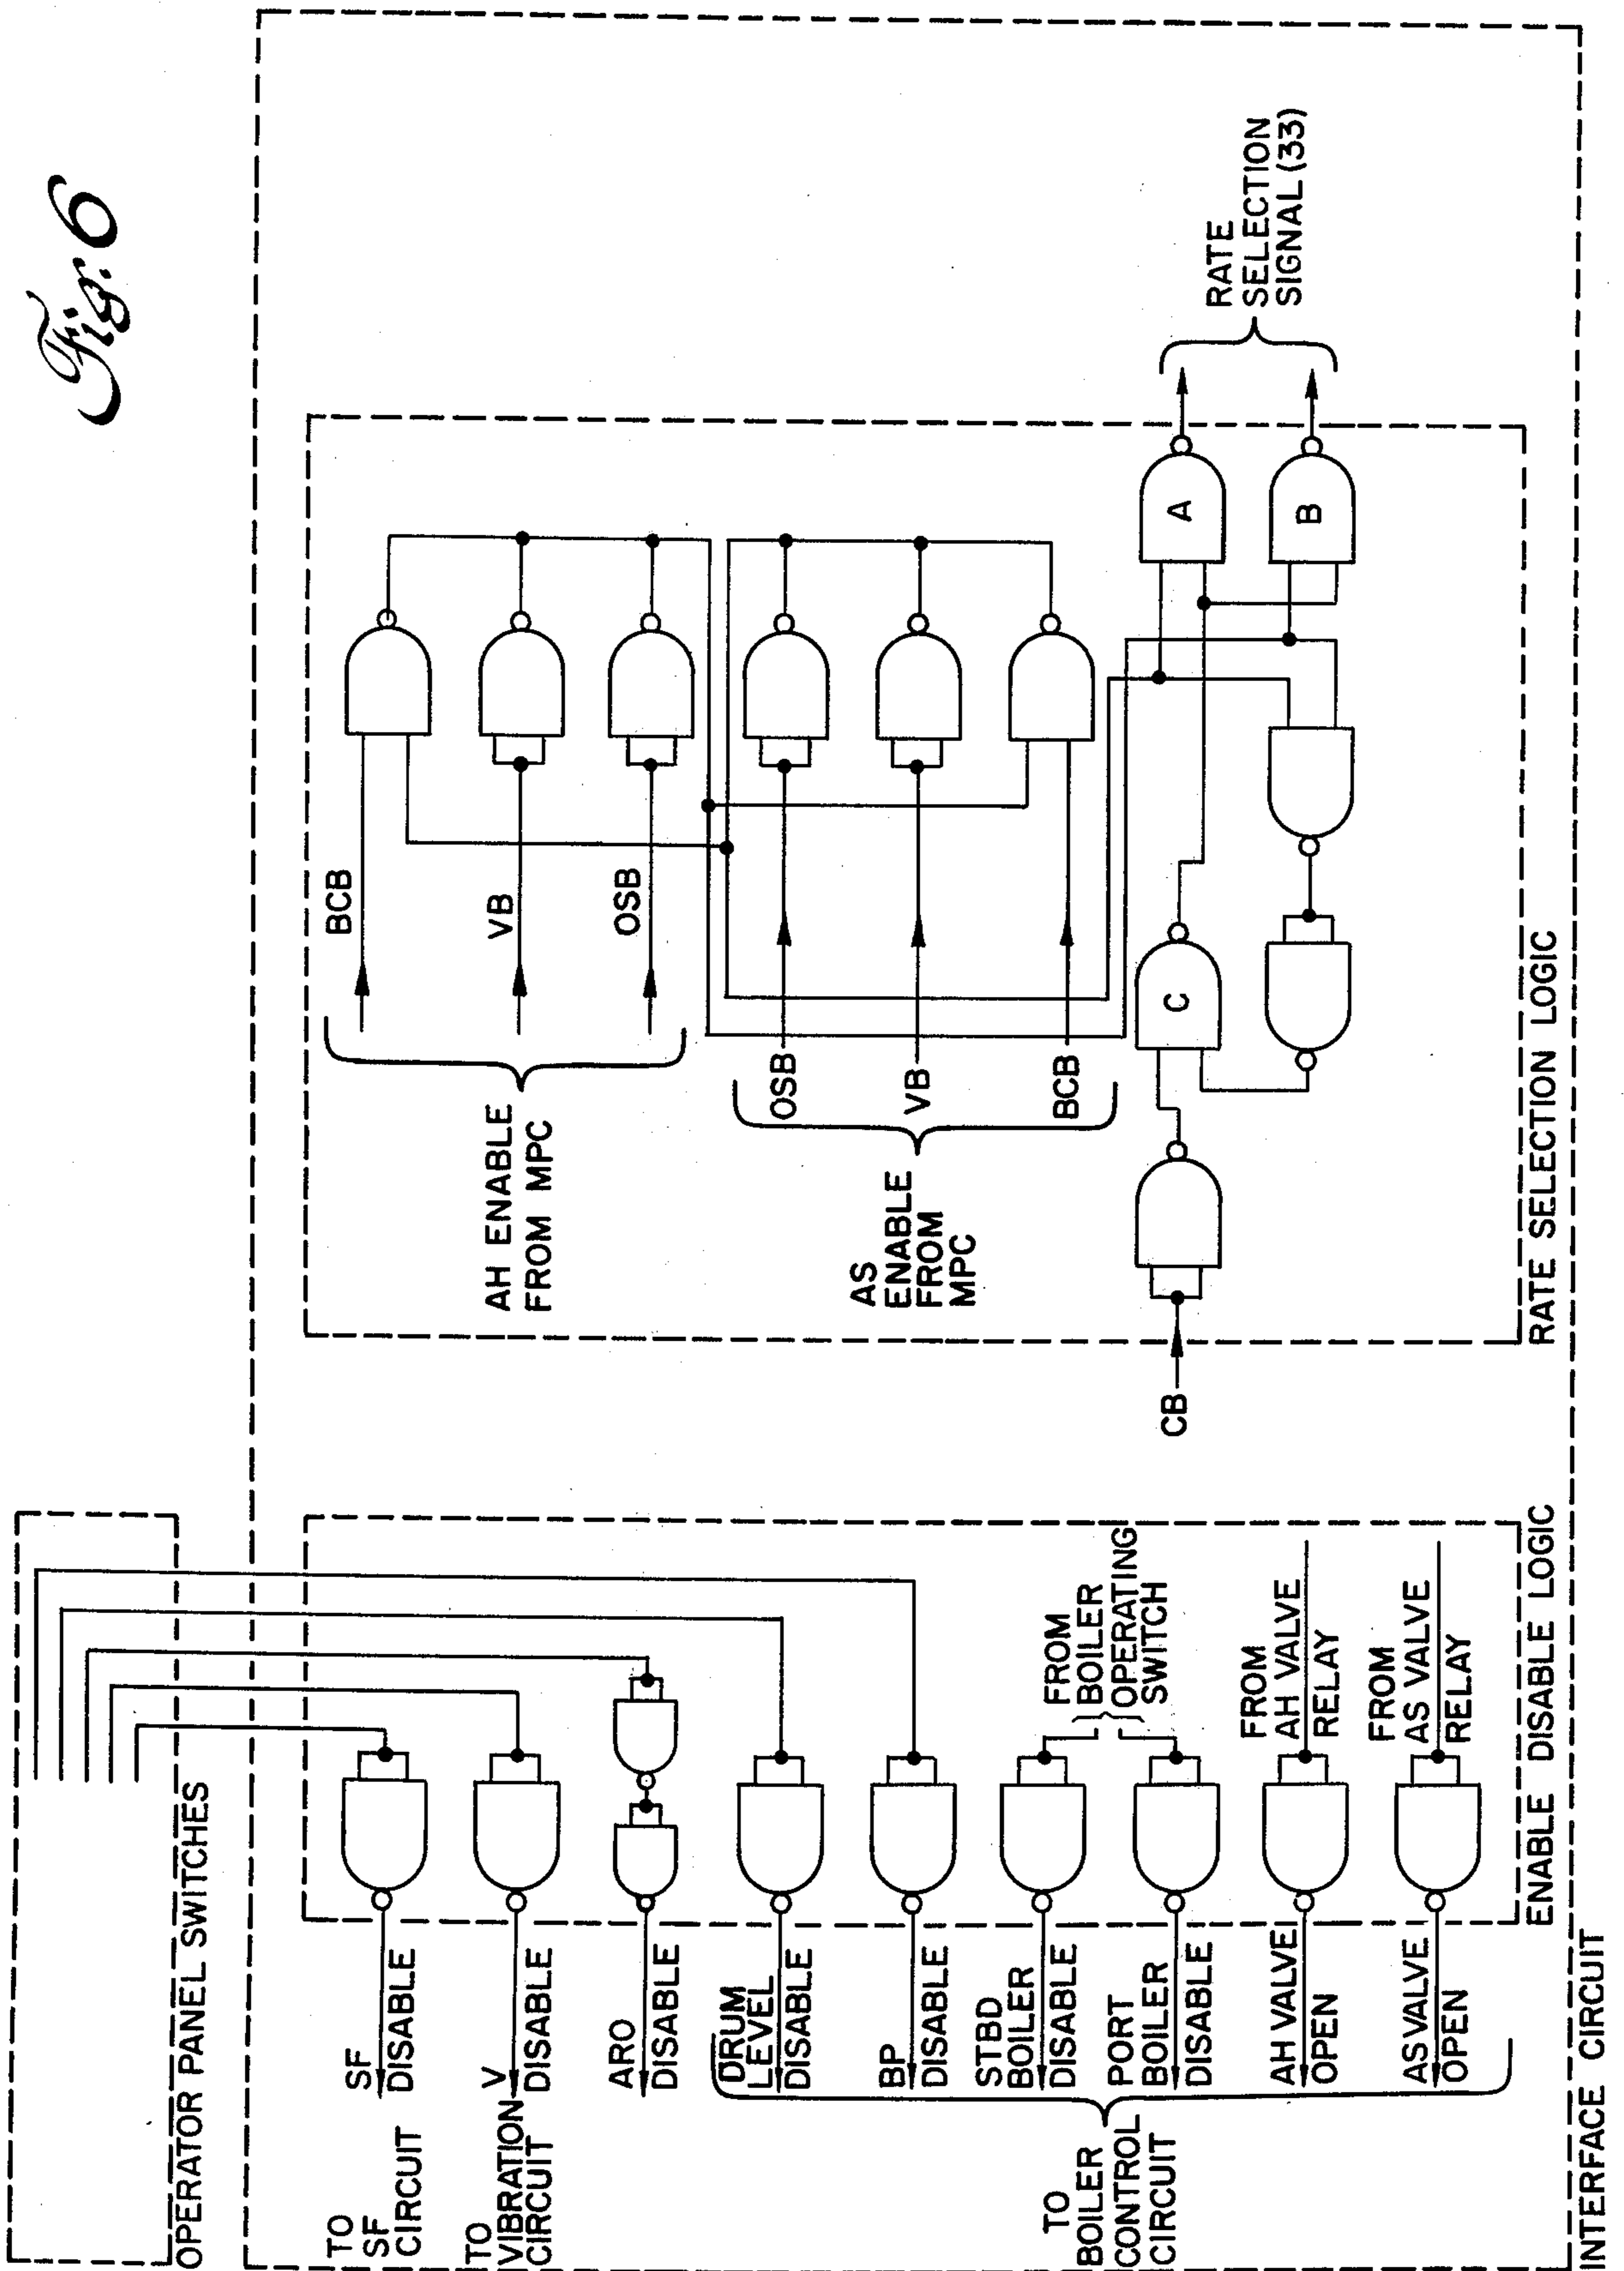 Fig. 6
OPERATOR PANEL SWITCHES
TO
SF
CIRCUIT
SF
DISABLE
TO
VIBRATION
CIRCUIT
V
DISABLE
ARO
DISABLE
DRUM
LEVEL
DISABLE
BP
DISABLE
STBD
BOILER
DISABLE
PORT
BOILER
DISABLE
AH VALVE
OPEN
AS VALVE
OPEN
TO
BOILER
CONTROL
CIRCUIT
FROM
BOILER
OPERATING
SWITCH
FROM
AH VALVE
RELAY
FROM
AS VALVE
RELAY
ENABLE DISABLE LOGIC
INTERFACE CIRCUIT
AH ENABLE
FROM MPC
BCB
VB
OSB
AS
ENABLE
FROM
MPC
OSB
VB
BCB
CB
C
A
B
RATE
SELECTION
SIGNAL (33)
RATE SELECTION LOGIC